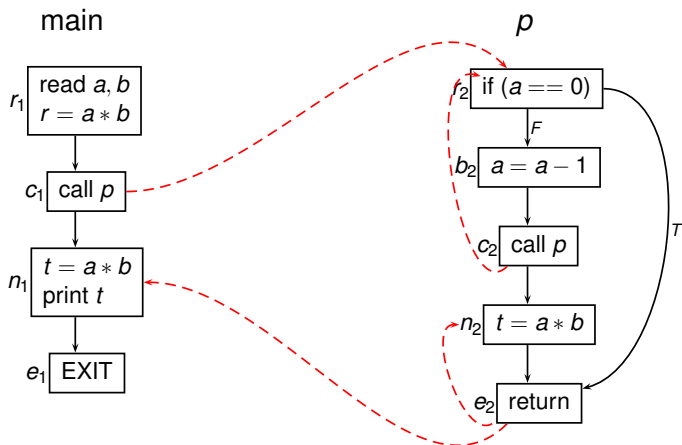 main
r1
read a, b
r = a * b
c1
call p
n1
t = a * b
print t
e1
EXIT
p
r2
if (a == 0)
F
T
b2
a = a − 1
c2
call p
n2
t = a * b
e2
return